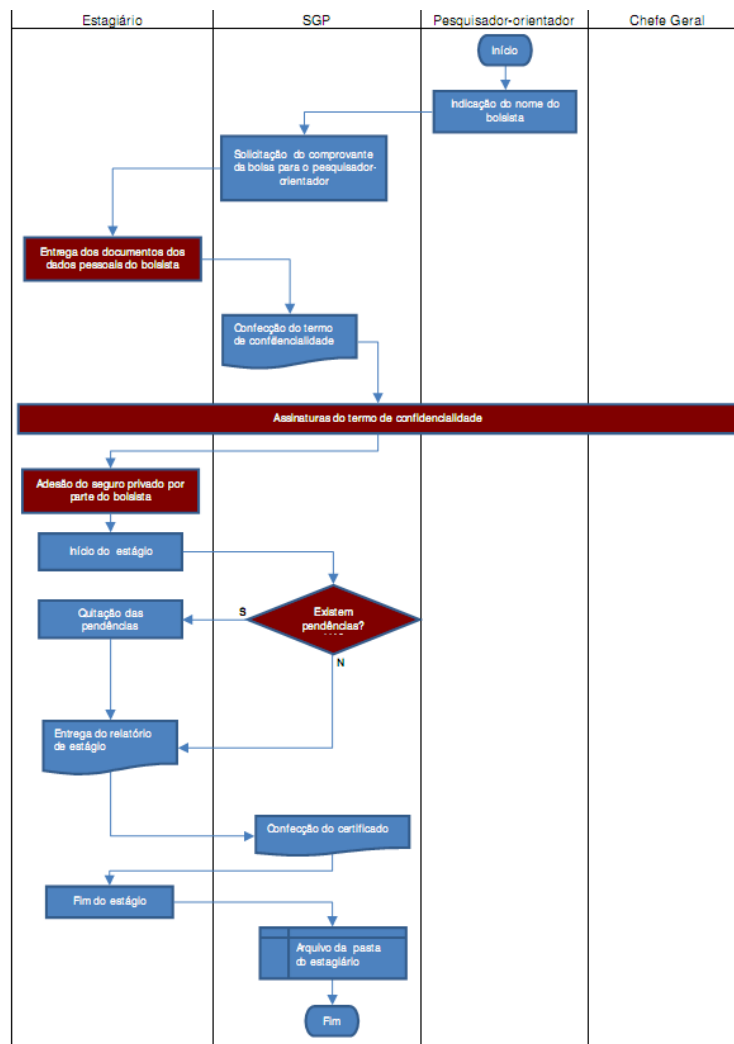 Estagiário
SGP
Pesquisador-orientador
Chefe Geral
Início
Indicação do nome do
bolsista
Solicitação do comprovante
da bolsa para o pesquisador-
orientador
Entrega dos documentos dos
dados pessoais do bolsista
Confecção do termo
de confidencialidade
Assinaturas do termo de confidencialidade
Adesão do seguro privado por
parte do bolsista
Início do estágio
Quitação das
pendências
S
Existem
pendências?
N
Entrega do relatório
de estágio
Confecção do certificado
Fim do estágio
Arquivo da pasta
do estagiário
Fim